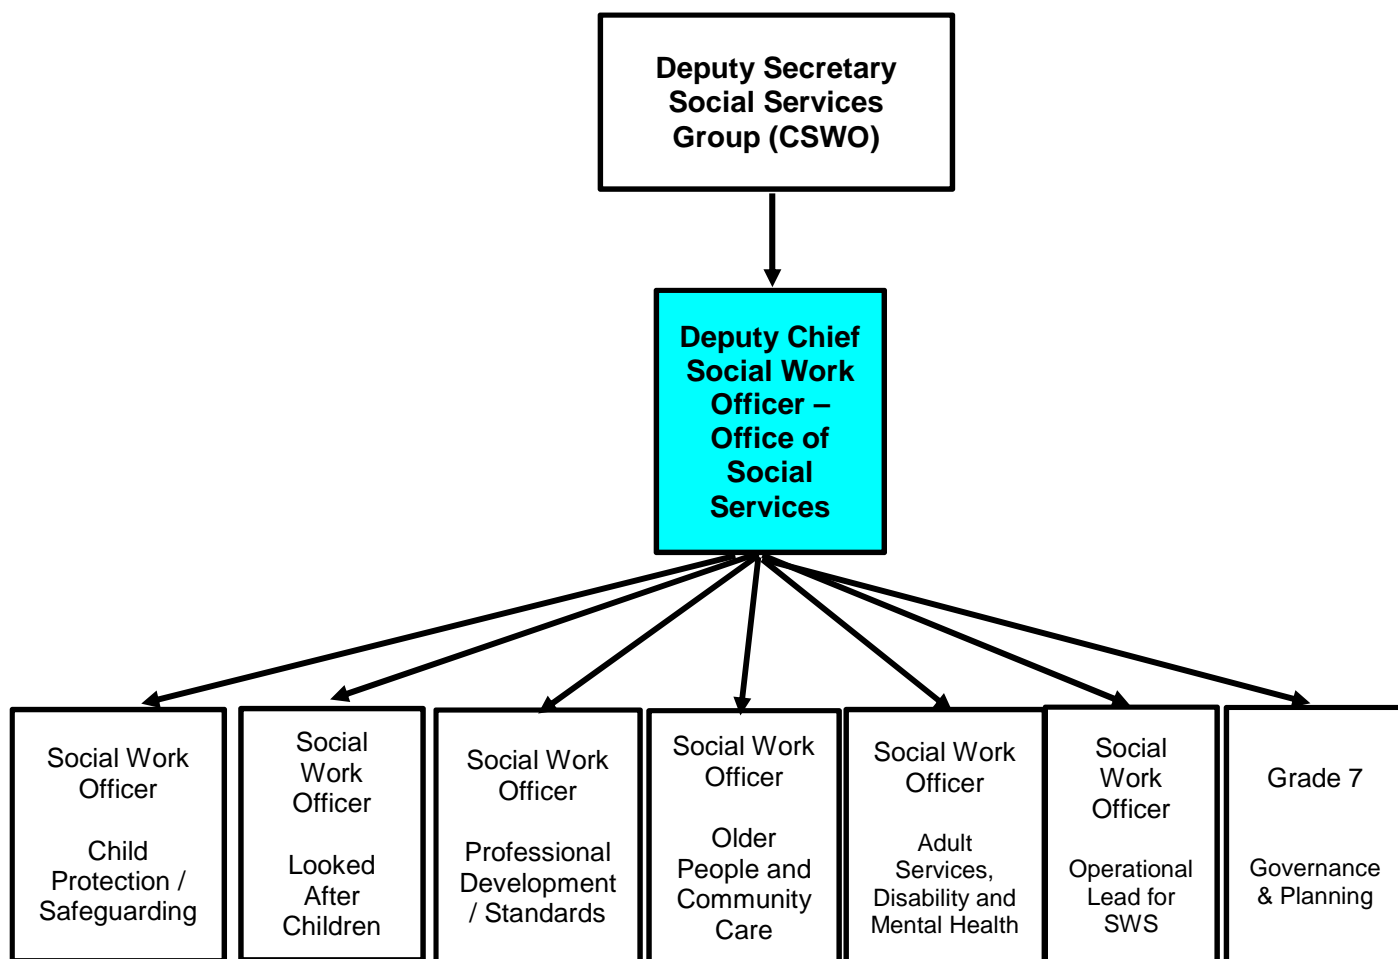 Deputy Secretary
Social Services
Group (CSWO)
Deputy Chief
Social Work
Officer –
Office of
Social
Services
Social Work
Officer
Child
Protection /
Safeguarding
Social
Work
Officer
Looked
After
Children
Social Work
Officer
Professional
Development
/ Standards
Social Work
Officer
Older
People and
Community
Care
Social Work
Officer
Adult
Services,
Disability and
Mental Health
Social
Work
Officer
Operational
Lead for
SWS
Grade 7
Governance
& Planning